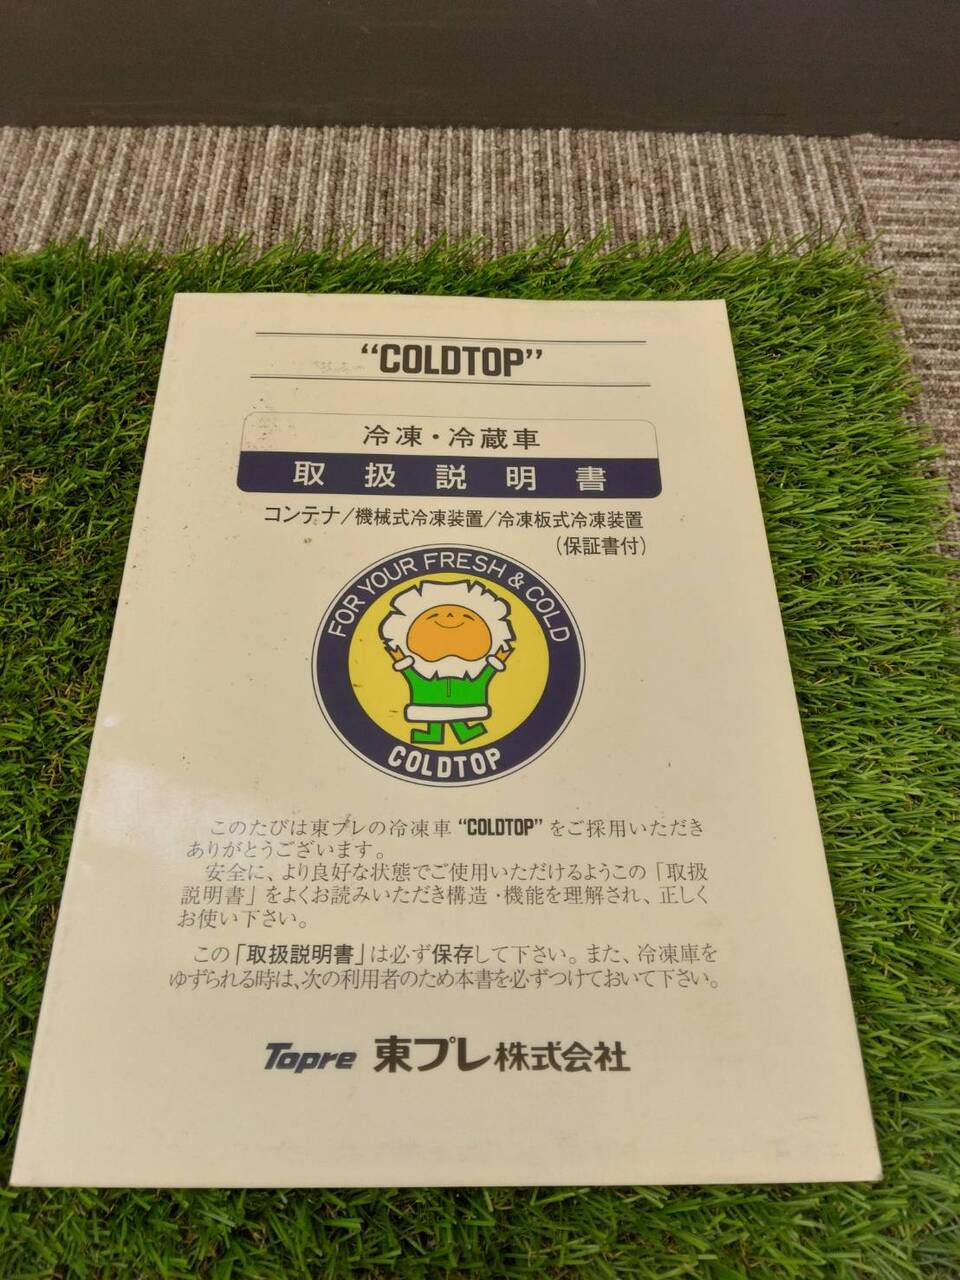 “COLDTOP”
冷凍・冷蔵車
取扱説明書
コンテナ/機械式冷凍装置/冷凍板式冷凍装置
(保証書付)
FOR YOUR FRESH & COLD
COLDTOP
このたびは東プレの冷凍車“COLDTOP”をご採用いただき
ありがとうございます。
安全に、より良好な状態でご使用いただけるようこの「取扱
説明書」をよくお読みいただき構造・機能を理解され、正しく
お使い下さい。
この「取扱説明書」は必ず保存して下さい。また、冷凍庫を
ゆずられる時は、次の利用者のため本書を必ずつけておいて下さい。
Topre 東プレ株式会社